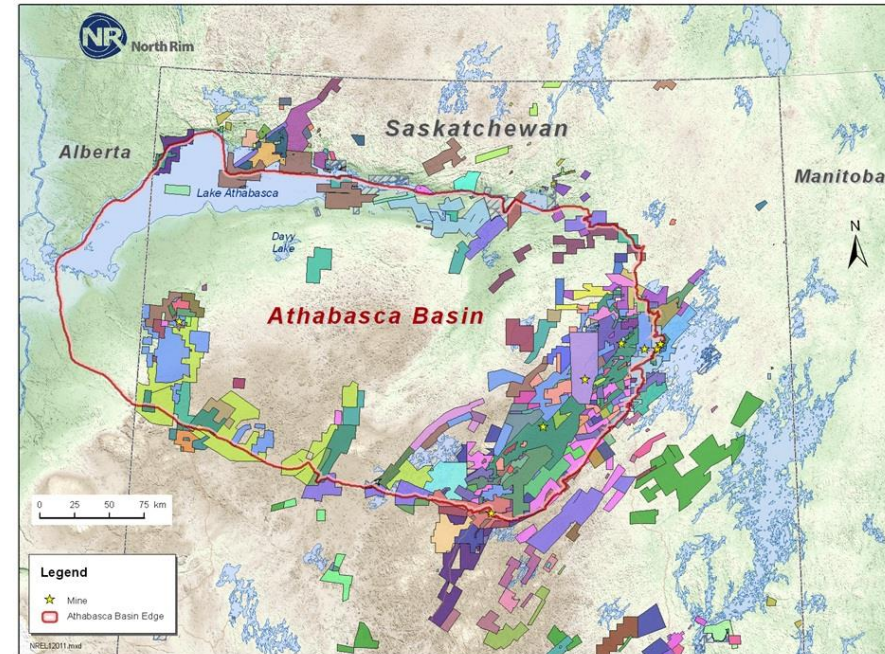 NR
North Rim
Saskatchewan
Alberta
Manitoba
Lake Athabasca
N
Davy
Lake
Athabasca Basin
0 25 50 75 km
Legend
Mine
Athabasca Basin Edge
NREL12011.mxd